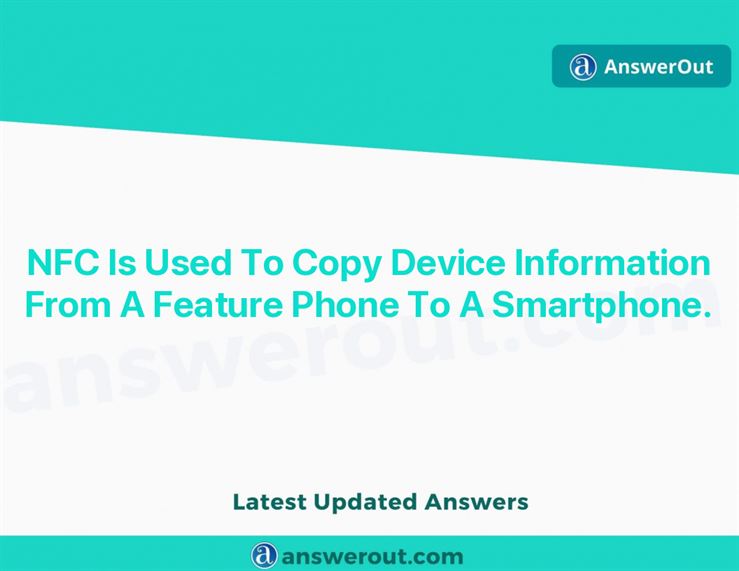 AnswerOut
NFC Is Used To Copy Device Information
From A Feature Phone To A Smartphone.
answerout.com
Latest Updated Answers
answerout.com